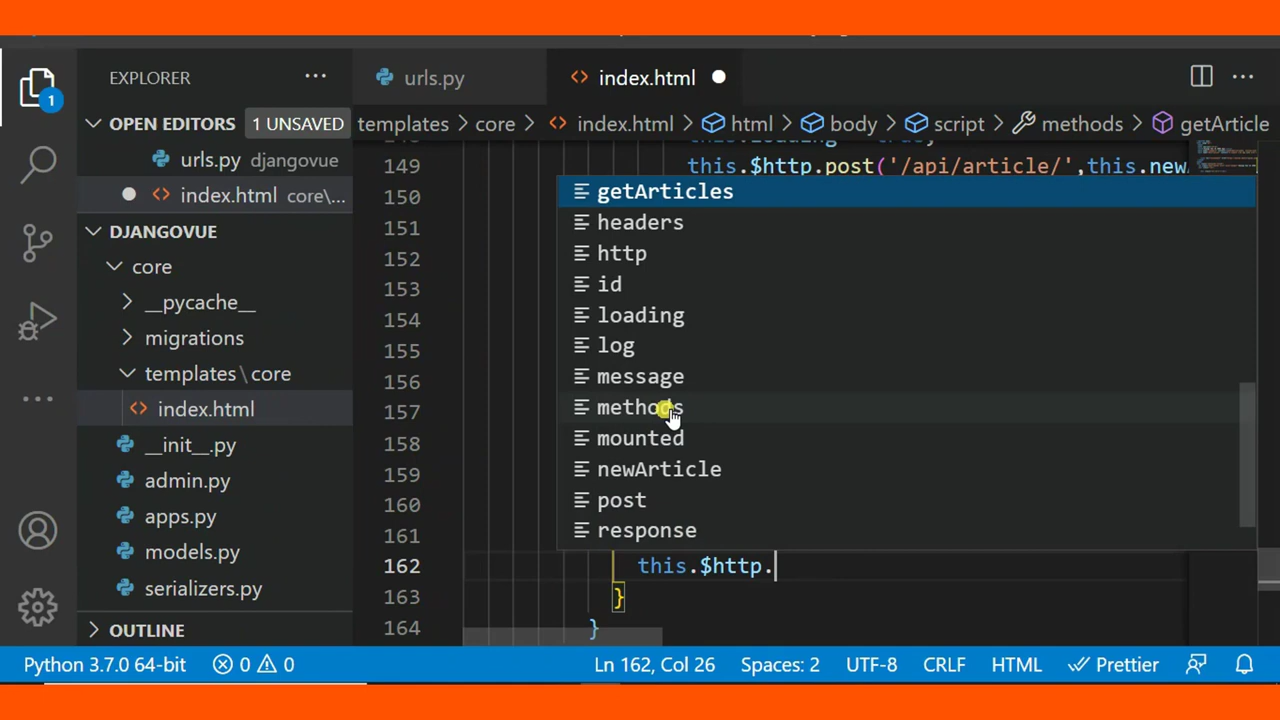 EXPLORER
urls.py
index.html
OPEN EDITORS 1 UNSAVED
urls.py djangovue
index.html core\...
DJANGOVUE
core
__pycache__
migrations
templates\core
index.html
__init__.py
admin.py
apps.py
models.py
serializers.py
OUTLINE
templates > core > index.html > html > body > script > methods > getArticle
149 this.$http.post('/api/article/',this.new
150
151
152
153
154
155
156
157
158
159
160
161
getArticles
headers
http
id
loading
log
message
methods
mounted
newArticle
post
response
162 this.$http.
163 }
164 }
Python 3.7.0 64-bit 0 0 Ln 162, Col 26 Spaces: 2 UTF-8 CRLF HTML Prettier
1